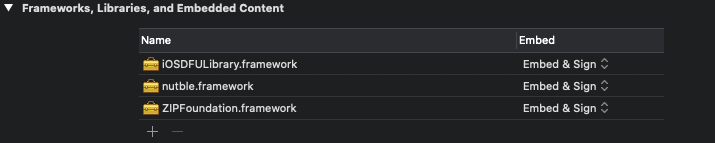 Frameworks, Libraries, and Embedded Content
Name Embed
iOSDFULibrary.framework Embed & Sign
nutble.framework Embed & Sign
ZIPFoundation.framework Embed & Sign